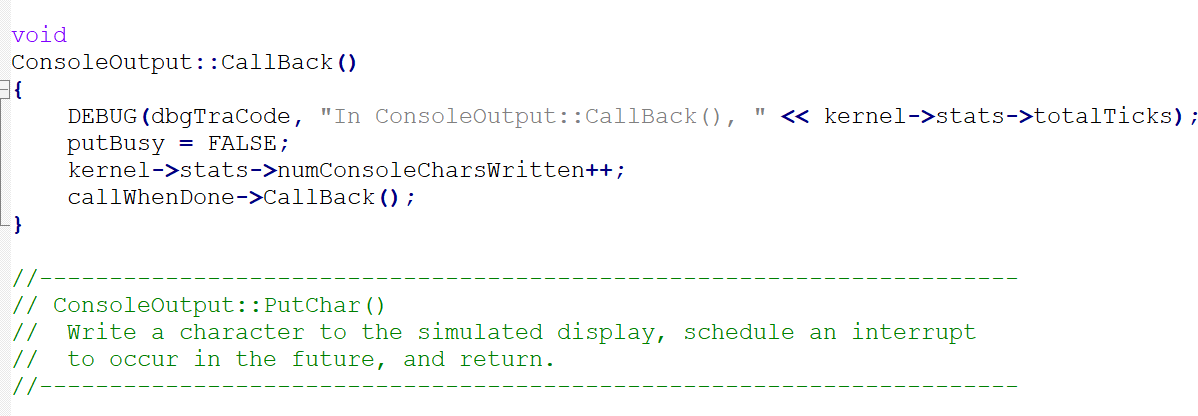 void
ConsoleOutput::CallBack()
{
    DEBUG(dbgTraCode, "In ConsoleOutput::CallBack(), " << kernel->stats->totalTicks);
    putBusy = FALSE;
    kernel->stats->numConsoleCharsWritten++;
    callWhenDone->CallBack();
}
//----------------------------------------------------------------------
// ConsoleOutput::PutChar()
//  Write a character to the simulated display, schedule an interrupt
//  to occur in the future, and return.
//----------------------------------------------------------------------